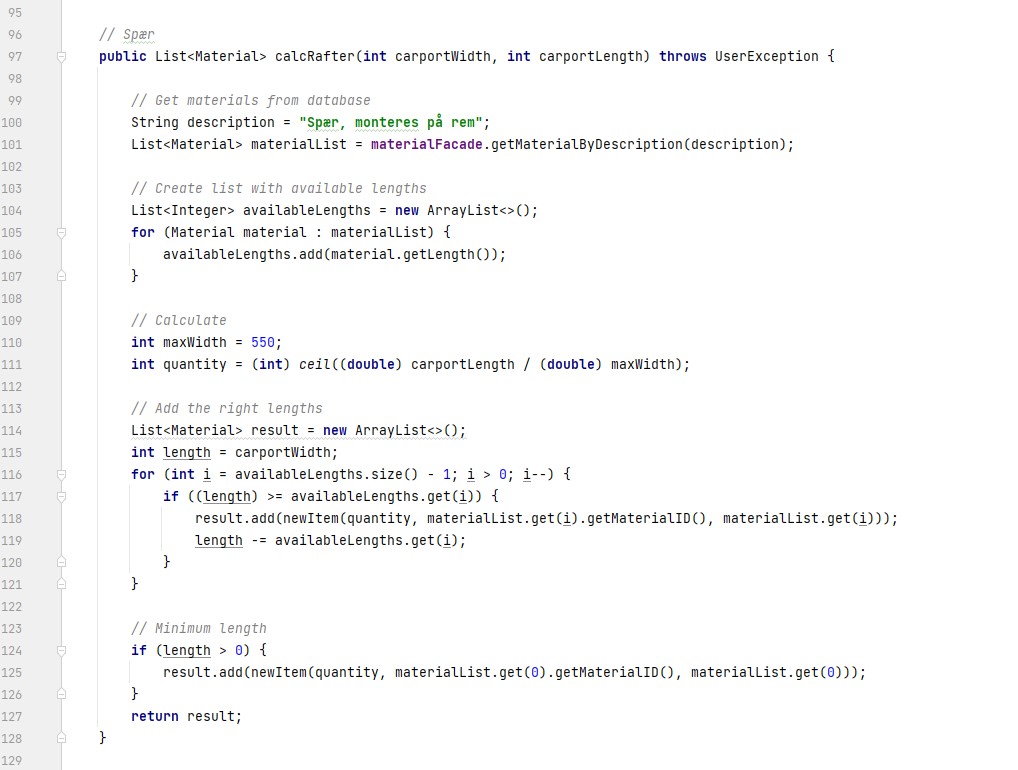 95
96 // Spær
97 public List<Material> calcRafter(int carportWidth, int carportLength) throws UserException {
98
99 // Get materials from database
100 String description = "Spær, monteres på rem";
101 List<Material> materialList = materialFacade.getMaterialByDescription(description);
102
103 // Create list with available lengths
104 List<Integer> availableLengths = new ArrayList<>();
105 for (Material material : materialList) {
106 availableLengths.add(material.getLength());
107 }
108
109 // Calculate
110 int maxWidth = 550;
111 int quantity = (int) ceil((double) carportLength / (double) maxWidth);
112
113 // Add the right lengths
114 List<Material> result = new ArrayList<>();
115 int length = carportWidth;
116 for (int i = availableLengths.size() - 1; i > 0; i--) {
117 if ((length) >= availableLengths.get(i)) {
118 result.add(newItem(quantity, materialList.get(i).getMaterialID(), materialList.get(i)));
119 length -= availableLengths.get(i);
120 }
121 }
122
123 // Minimum length
124 if (length > 0) {
125 result.add(newItem(quantity, materialList.get(0).getMaterialID(), materialList.get(0)));
126 }
127 return result;
128 }
129